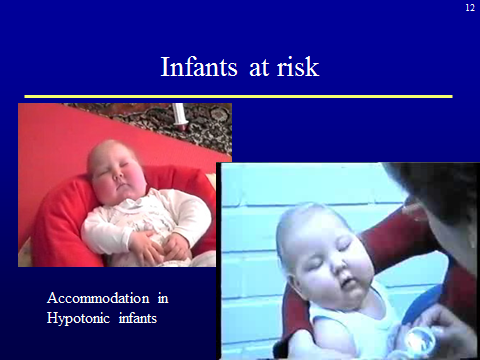 12
Infants at risk
Accommodation in
Hypotonic infants